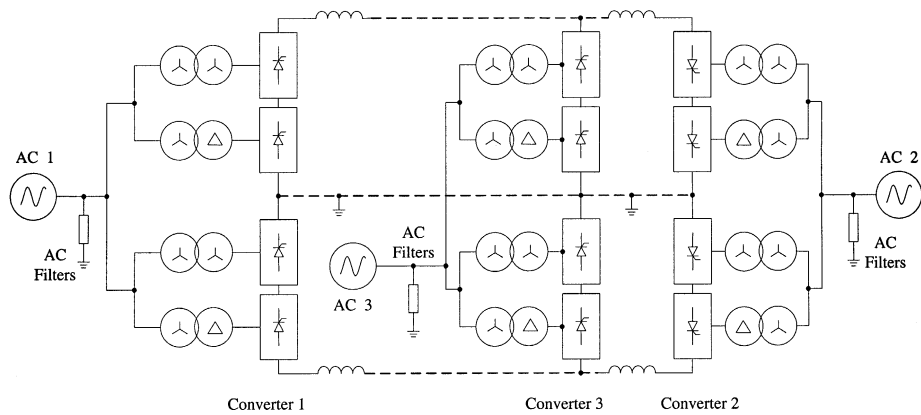 AC 1
AC
Filters
AC 3
AC
Filters
AC 2
AC
Filters
Converter 1
Converter 3
Converter 2